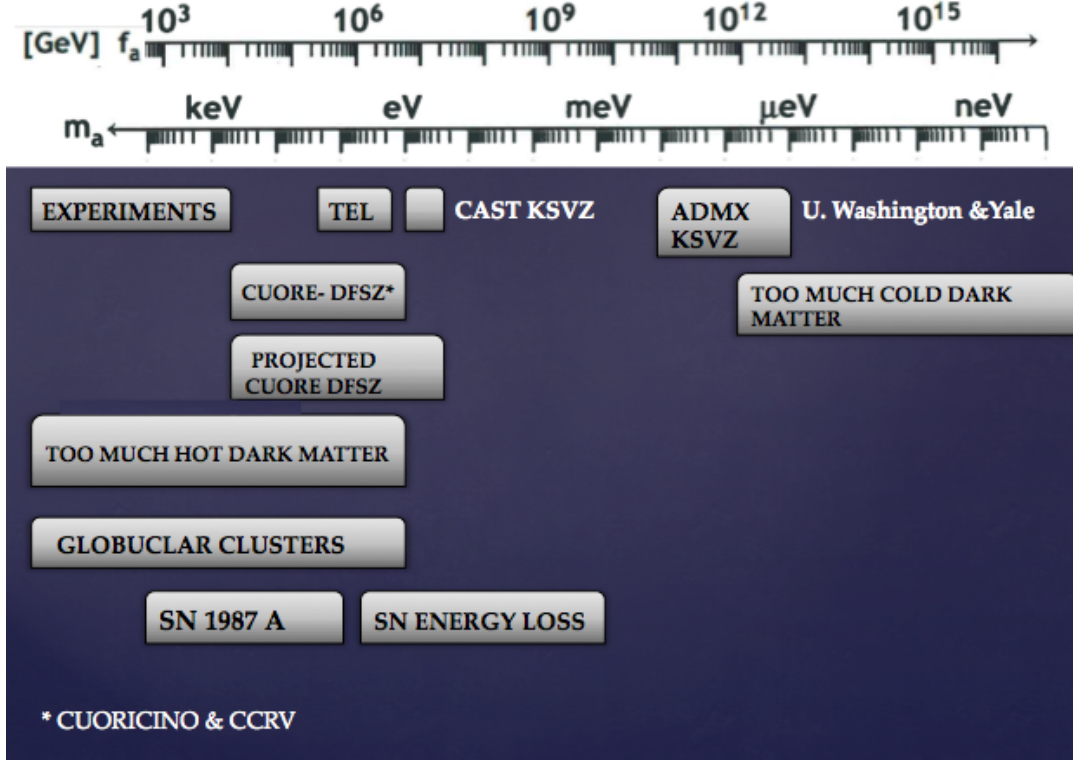 10³ 10⁶ 10⁹ 10¹² 10¹⁵
[GeV] fₐ
keV eV meV μeV neV
mₐ
EXPERIMENTS TEL CAST KSVZ ADMX U. Washington &Yale
KSVZ
CUORE- DFSZ*
TOO MUCH COLD DARK
MATTER
PROJECTED
CUORE DFSZ
TOO MUCH HOT DARK MATTER
GLOBUCLAR CLUSTERS
SN 1987 A SN ENERGY LOSS
* CUORICINO & CCRV